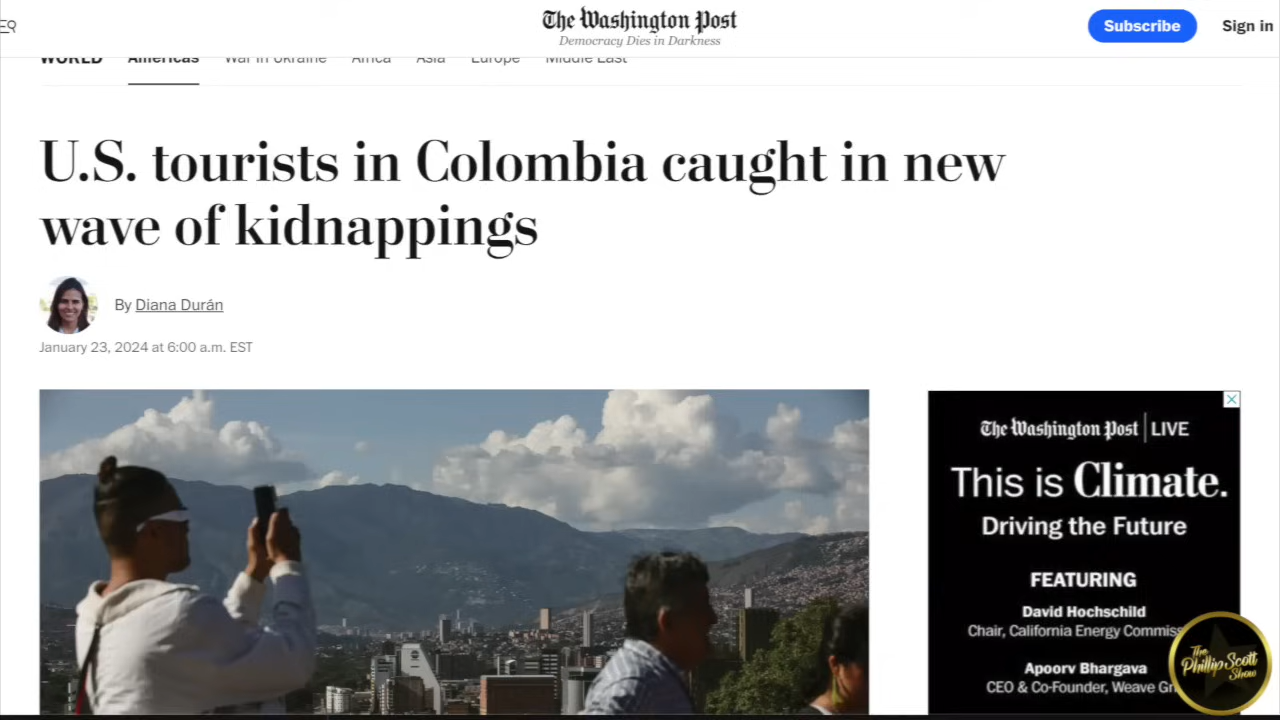 The Washington Post
Democracy Dies in Darkness
Subscribe
Sign in
WORLD Americas War in Ukraine Africa Asia Europe Middle East
U.S. tourists in Colombia caught in new
wave of kidnappings
By Diana Durán
January 23, 2024 at 6:00 a.m. EST
The Washington Post LIVE
This is Climate.
Driving the Future
FEATURING
David Hochschild
Chair, California Energy Commiss
Apoorv Bhargava
CEO & Co-Founder, Weave Gr
The
Phillip Scott
Show